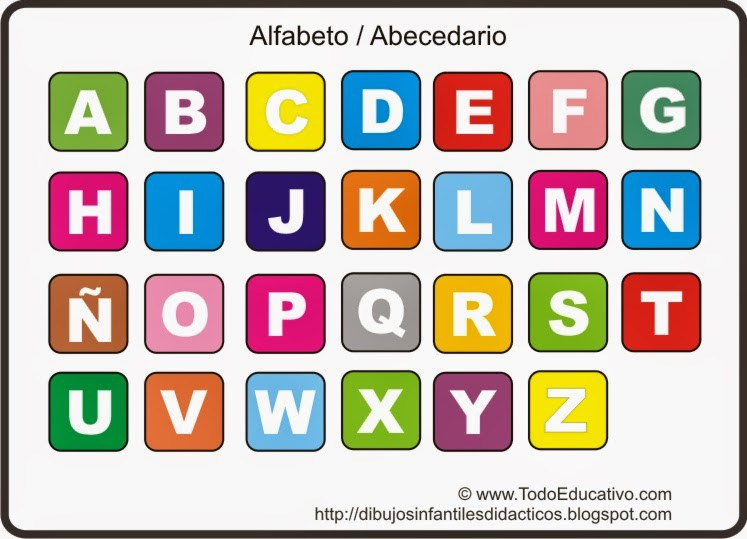 Alfabeto / Abecedario
A B C D E F G
H I J K L M N
Ñ O P Q R S T
U V W X Y Z
© www.TodoEducativo.com
http://dibujosinfantilesdidacticos.blogspot.com